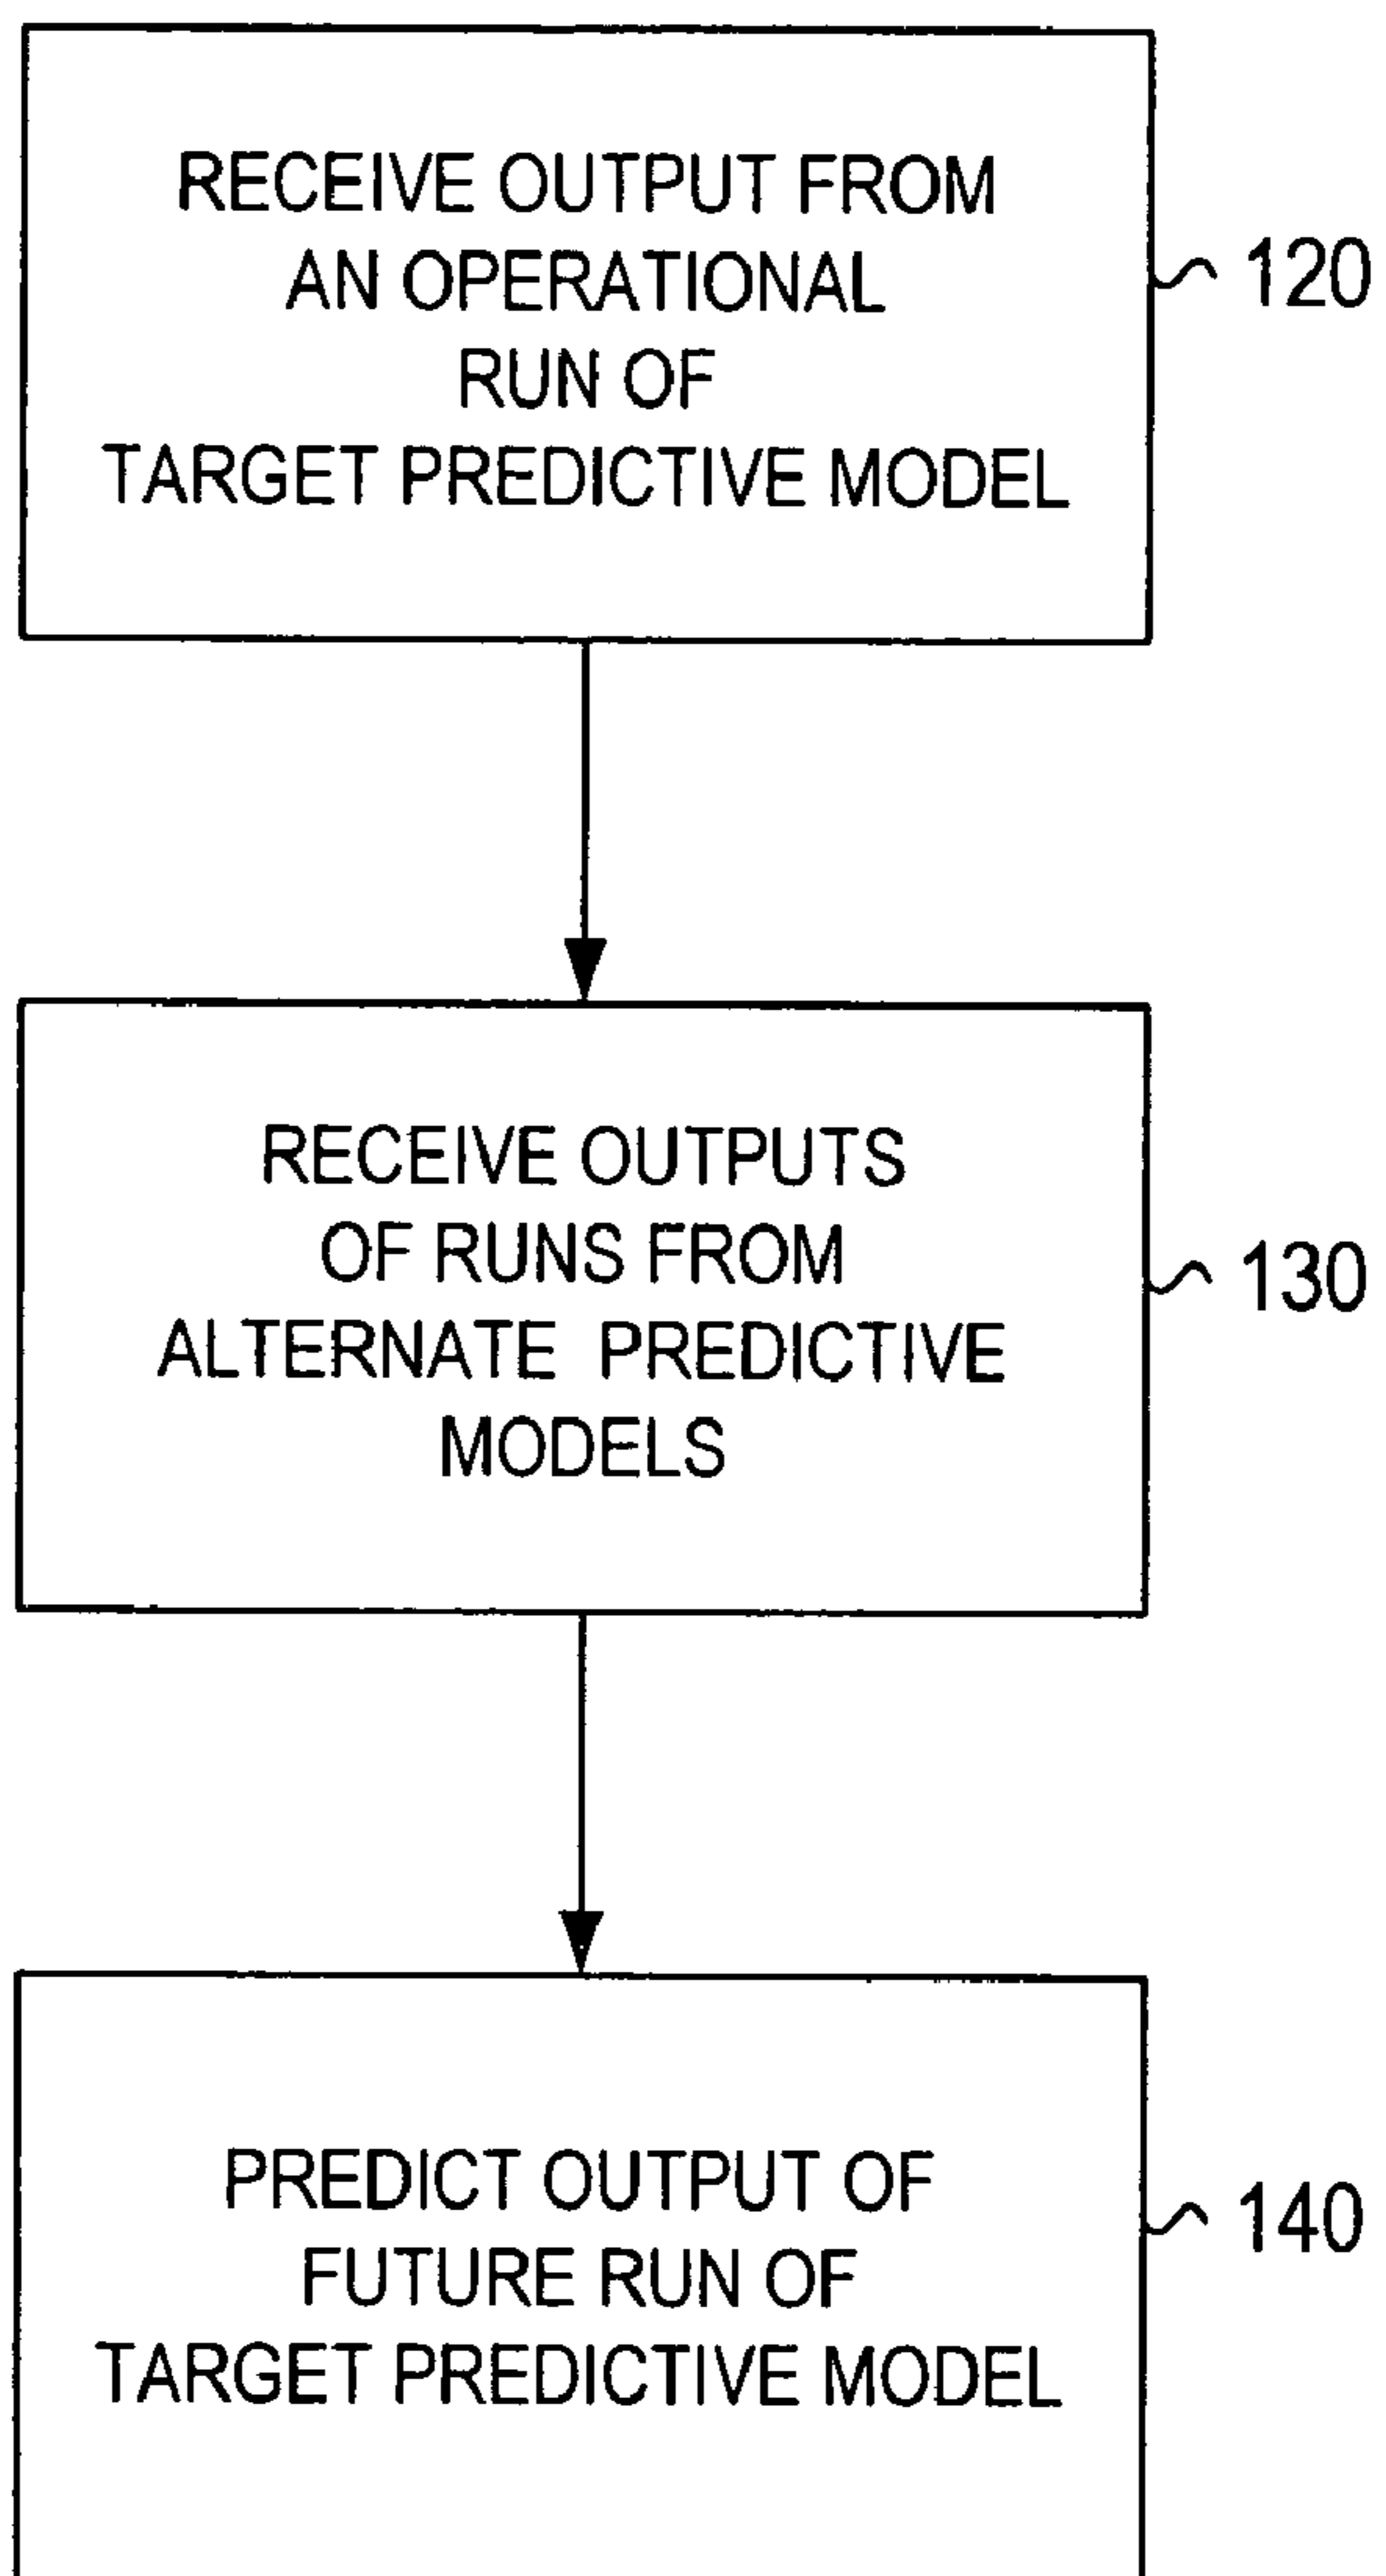 RECEIVE OUTPUT FROM
AN OPERATIONAL
RUN OF
TARGET PREDICTIVE MODEL
120
RECEIVE OUTPUTS
OF RUNS FROM
ALTERNATE PREDICTIVE
MODELS
130
PREDICT OUTPUT OF
FUTURE RUN OF
TARGET PREDICTIVE MODEL
140